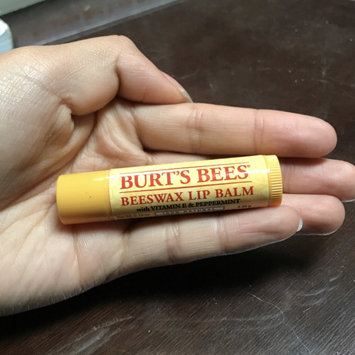 BURT'S BEES®
BEESWAX LIP BALM
with VITAMIN E & PEPPERMINT